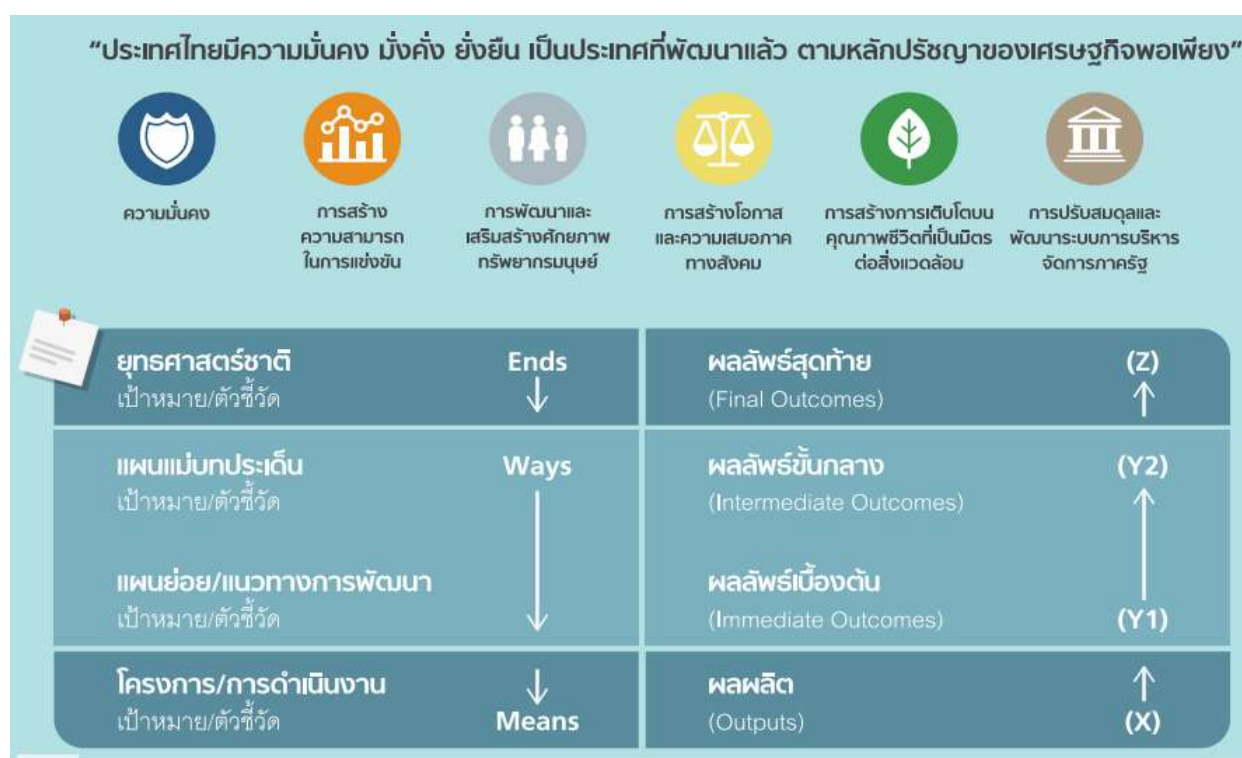 “ประเทศไทยมีความมั่นคง มั่งคั่ง ยั่งยืน เป็นประเทศที่พัฒนาแล้ว ตามหลักปรัชญาของเศรษฐกิจพอเพียง”
ความมั่นคง
การสร้าง
ความสามารถ
ในการแข่งขัน
การพัฒนาและ
เสริมสร้างศักยภาพ
ทรัพยากรมนุษย์
การสร้างโอกาส
และความเสมอภาค
ทางสังคม
การสร้างการเติบโตบน
คุณภาพชีวิตที่เป็นมิตร
ต่อสิ่งแวดล้อม
การปรับสมดุลและ
พัฒนาระบบการบริหาร
จัดการภาครัฐ
ยุทธศาสตร์ชาติ Ends
เป้าหมาย/ตัวชี้วัด
ผลลัพธ์สุดท้าย (Z)
(Final Outcomes)
แผนแม่บทประเด็น Ways
เป้าหมาย/ตัวชี้วัด
ผลลัพธ์ขั้นกลาง (Y2)
(Intermediate Outcomes)
แผนย่อย/แนวทางการพัฒนา
เป้าหมาย/ตัวชี้วัด
ผลลัพธ์เบื้องต้น
(Immediate Outcomes) (Y1)
โครงการ/การดำเนินงาน
เป้าหมาย/ตัวชี้วัด Means
ผลผลิต
(Outputs) (X)